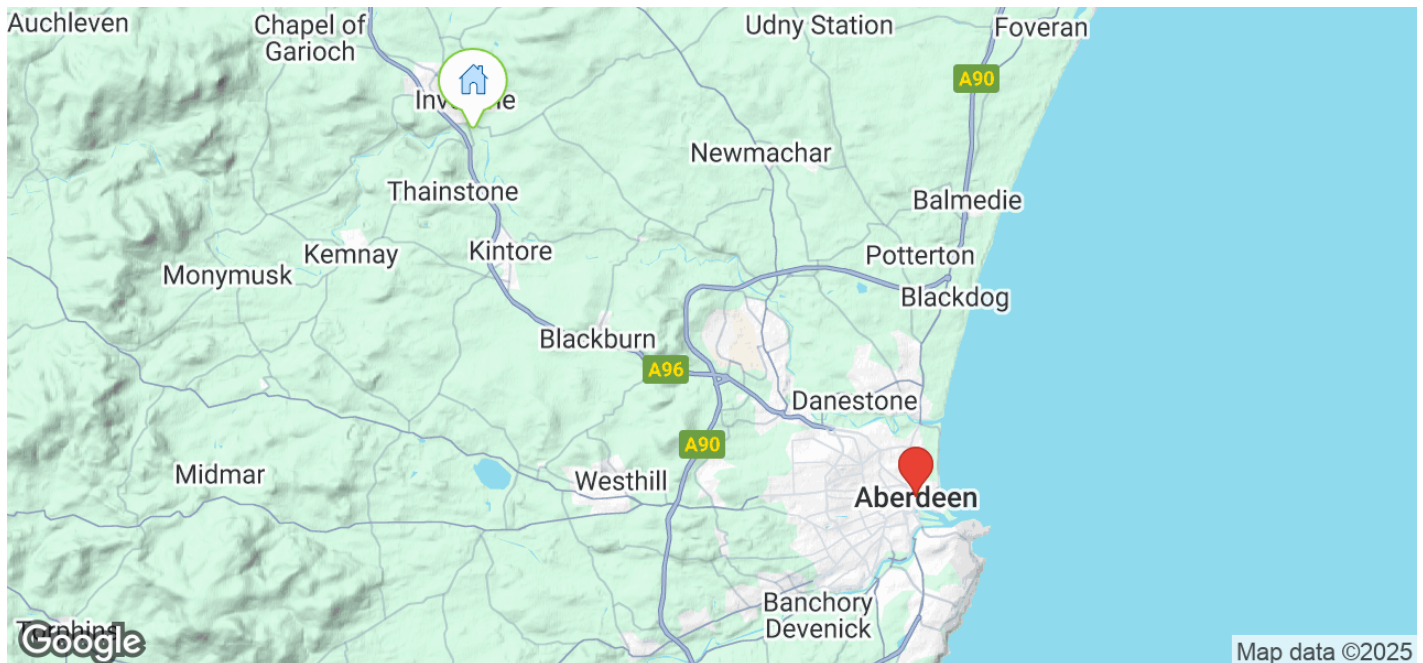 Auchleven
Chapel of
Garioch
Udny Station
Foveran
A90
Newmachar
Thainstone
Balmedie
Kintore
Kemnay
Potterton
Monymusk
Blackdog
Blackburn
A96
Danestone
A90
Midmar
Westhill
Aberdeen
Banchory
Devenick
Google
Map data ©2025